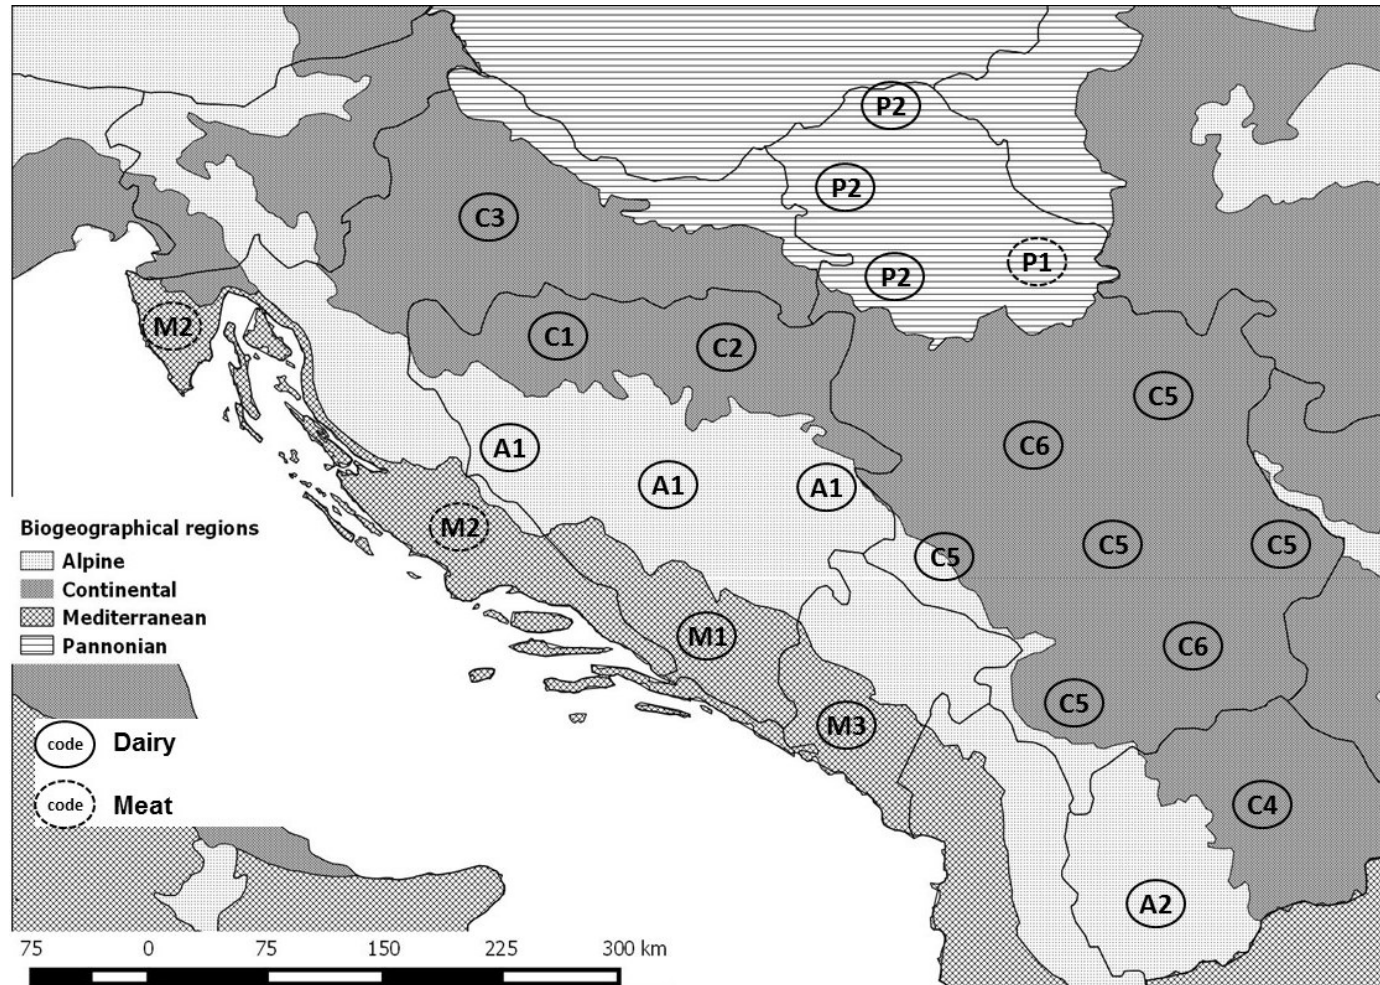 P2
P2
C3
P1
P2
M2
C1
C2
C5
A1
C6
A1
A1
M2
C5
C5
C5
M1
C6
C5
M3
C4
A2
Biogeographical regions
Alpine
Continental
Mediterranean
Pannonian
code Dairy
code Meat
75 0 75 150 225 300 km